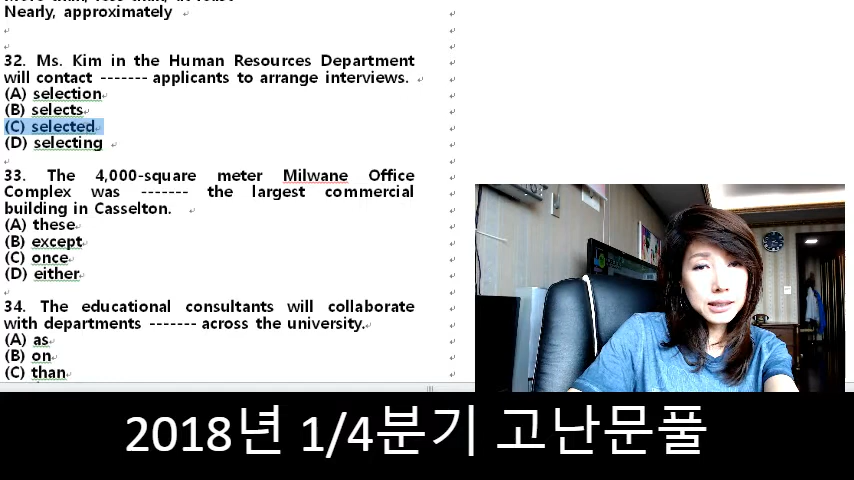 Nearly, approximately
32. Ms. Kim in the Human Resources Department
will contact ------- applicants to arrange interviews.
(A) selection
(B) selects
(C) selected
(D) selecting
33. The 4,000-square meter Milwane Office
Complex was ------- the largest commercial
building in Casselton.
(A) these
(B) except
(C) once
(D) either
34. The educational consultants will collaborate
with departments ------- across the university.
(A) as
(B) on
(C) than
2018년 1/4분기 고난문풀